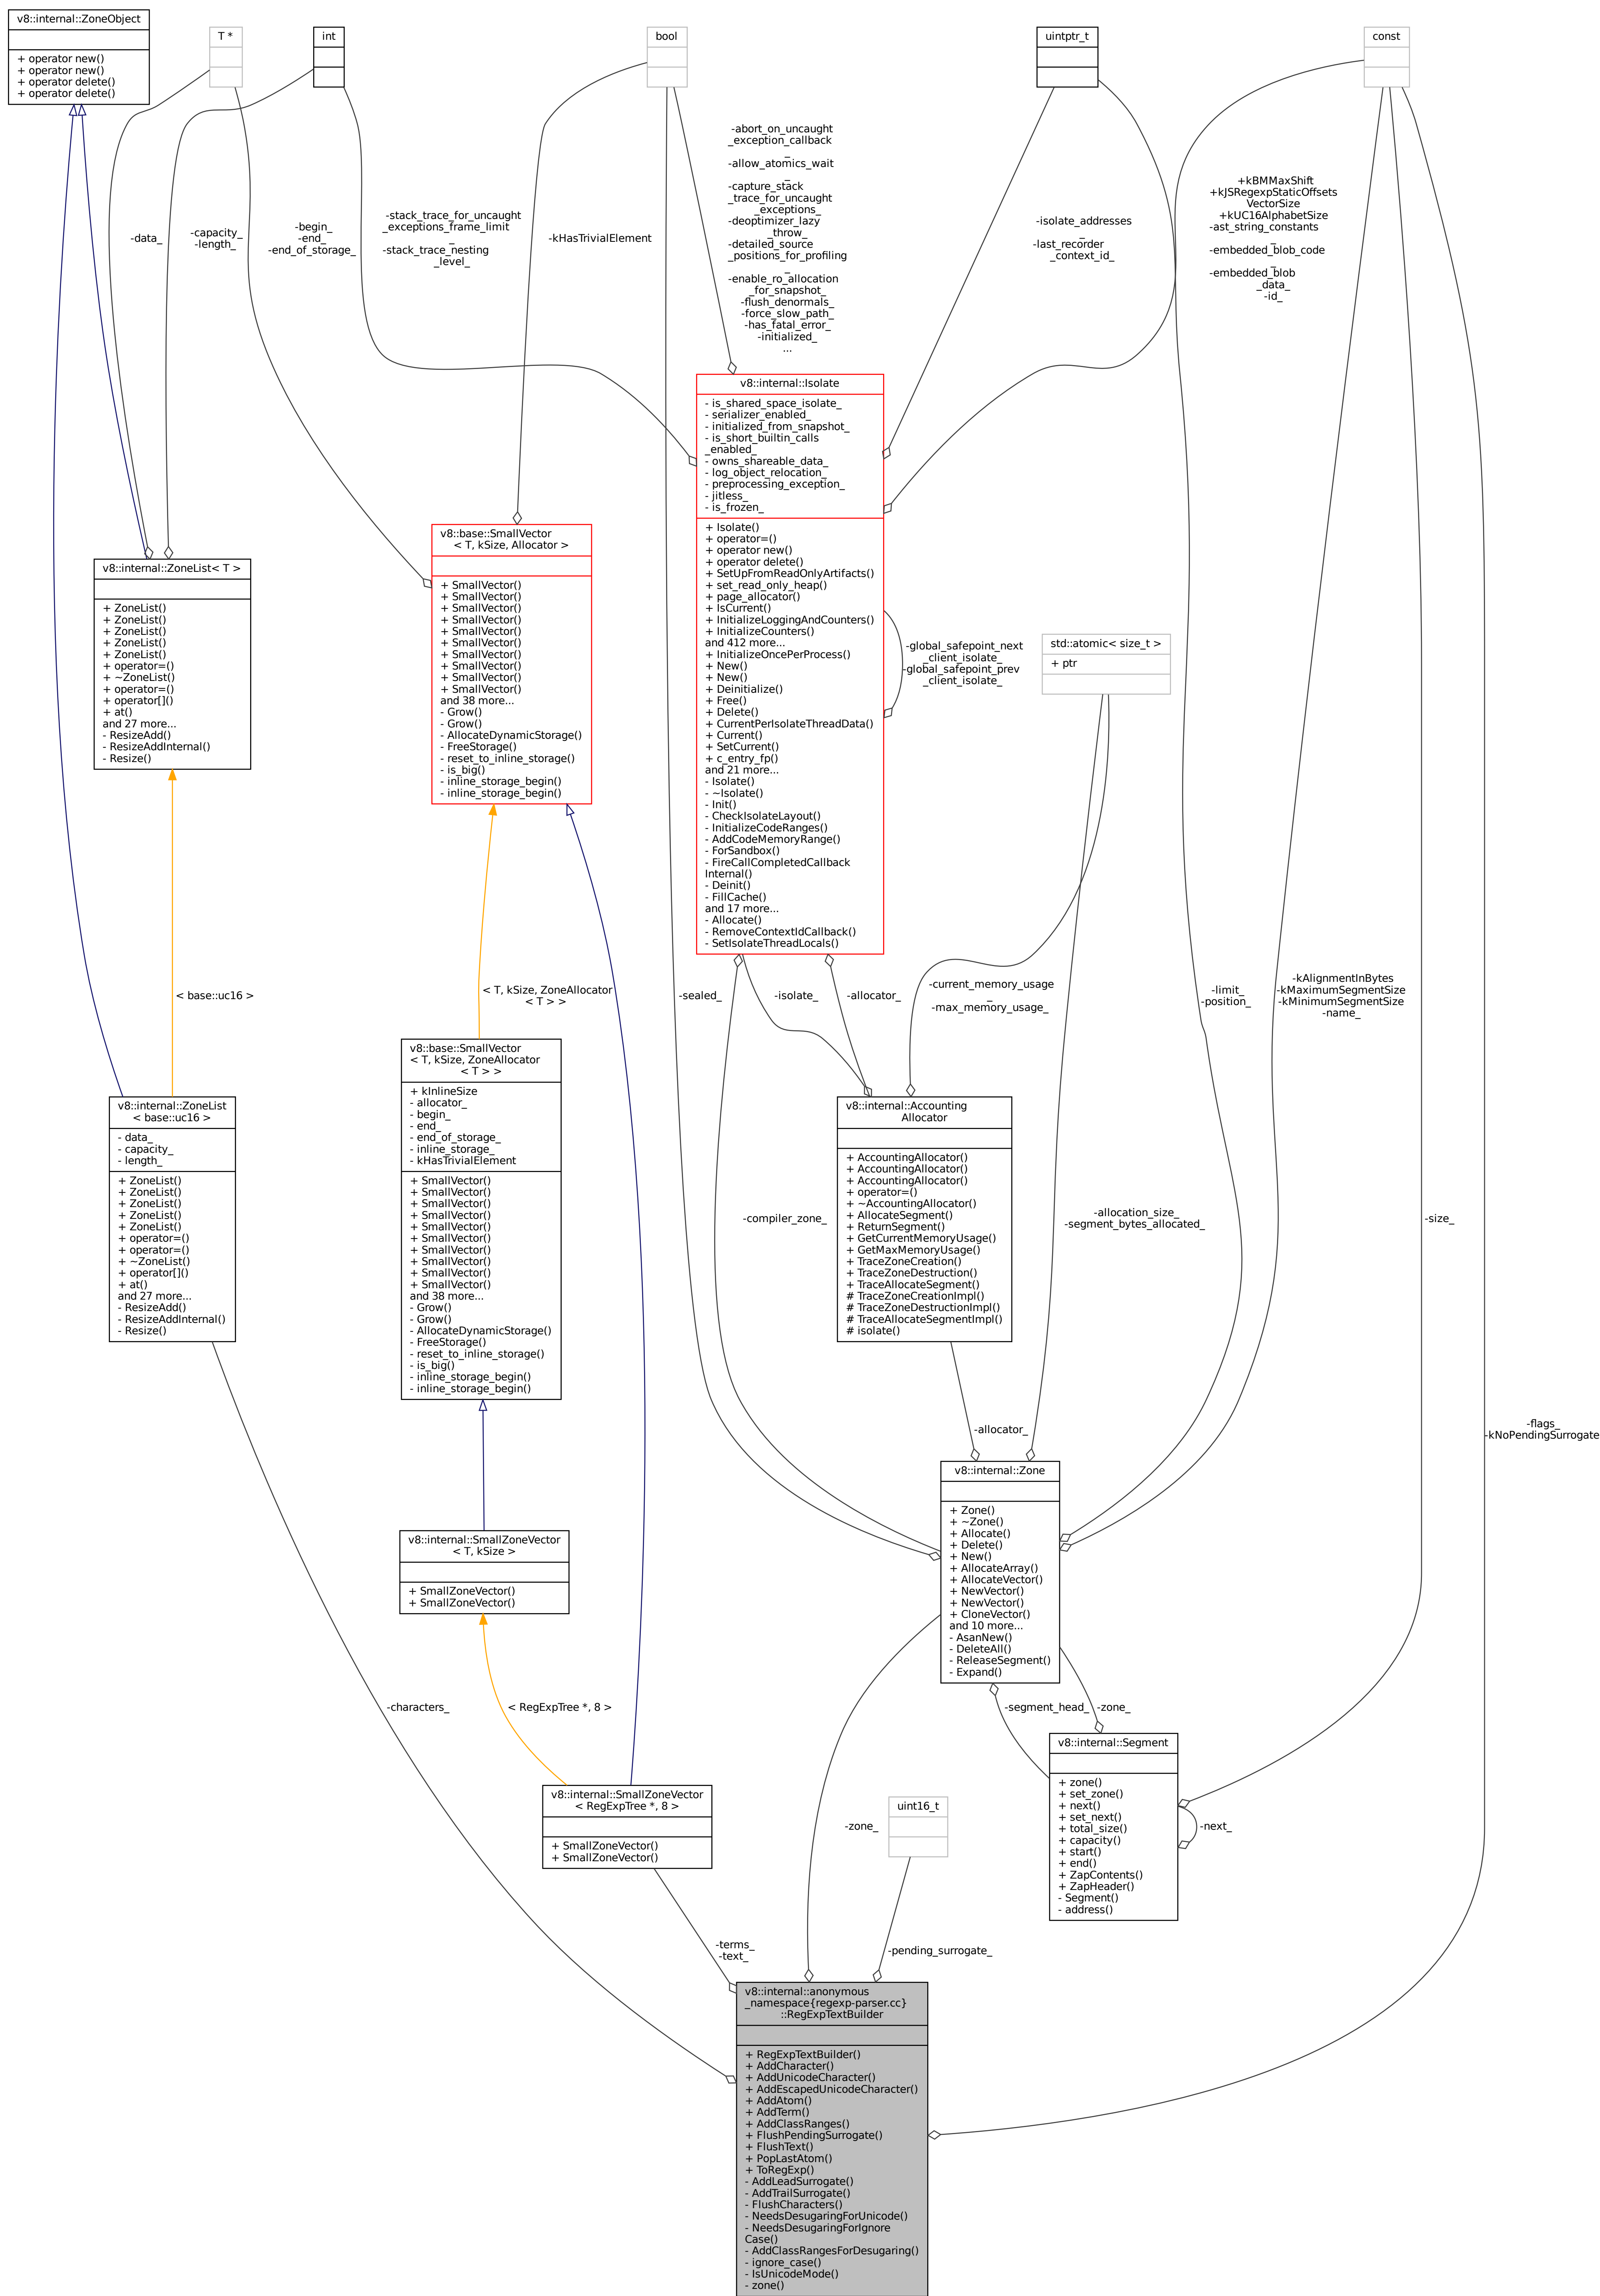 v8::internal::ZoneObject
+ operator new()
+ operator new()
+ operator delete()
+ operator delete()
T *
int
bool
uintptr_t
const
-data_
-capacity_
-length_
-begin_
-end_
-end_of_storage_
-stack_trace_for_uncaught
_exceptions_frame_limit
_
-stack_trace_nesting
_level_
-kHasTrivialElement
-abort_on_uncaught
_exception_callback
_
-allow_atomics_wait
_
-capture_stack
_trace_for_uncaught
_exceptions_
-deoptimizer_lazy
_throw_
-detailed_source
_positions_for_profiling
_
-enable_ro_allocation
_for_snapshot_
-flush_denormals_
-force_slow_path_
-has_fatal_error_
-initialized_
...
-isolate_addresses
_
-last_recorder
_context_id_
+kBMMaxShift
+kJSRegexpStaticOffsets
VectorSize
+kUC16AlphabetSize
-ast_string_constants
_
-embedded_blob_code
_
-embedded_blob
_data_
-id_
v8::internal::Isolate
- is_shared_space_isolate_
- serializer_enabled_
- initialized_from_snapshot_
- is_short_builtin_calls
_enabled_
- owns_shareable_data_
- log_object_relocation_
- preprocessing_exception_
- jitless_
- is_frozen_
+ Isolate()
+ operator=()
+ operator new()
+ operator delete()
+ SetUpFromReadOnlyArtifacts()
+ set_read_only_heap()
+ page_allocator()
+ IsCurrent()
+ InitializeLoggingAndCounters()
+ InitializeCounters()
and 412 more...
+ InitializeOncePerProcess()
+ New()
+ New()
+ Deinitialize()
+ Free()
+ Delete()
+ CurrentPerIsolateThreadData()
+ Current()
+ SetCurrent()
+ c_entry_fp()
and 21 more...
- Isolate()
- ~Isolate()
- Init()
- CheckIsolateLayout()
- InitializeCodeRanges()
- AddCodeMemoryRange()
- ForSandbox()
- FireCallCompletedCallback
Internal()
- Deinit()
- FillCache()
and 17 more...
- Allocate()
- RemoveContextIdCallback()
- SetIsolateThreadLocals()
v8::base::SmallVector
< T, kSize, Allocator >
+ SmallVector()
+ SmallVector()
+ SmallVector()
+ SmallVector()
+ SmallVector()
+ SmallVector()
+ SmallVector()
+ SmallVector()
+ SmallVector()
+ SmallVector()
and 38 more...
- Grow()
- Grow()
- AllocateDynamicStorage()
- FreeStorage()
- reset_to_inline_storage()
- is_big()
- inline_storage_begin()
- inline_storage_begin()
v8::internal::ZoneList< T >
+ ZoneList()
+ ZoneList()
+ ZoneList()
+ ZoneList()
+ ZoneList()
+ operator=()
+ ~ZoneList()
+ operator=()
+ operator[]()
+ at()
and 27 more...
- ResizeAdd()
- ResizeAddInternal()
- Resize()
-global_safepoint_next
_client_isolate_
-global_safepoint_prev
_client_isolate_
std::atomic< size_t >
+ ptr
< base::uc16 >
< T, kSize, ZoneAllocator
< T > >
-sealed_
-isolate_
-allocator_
-current_memory_usage
_
-max_memory_usage_
-limit_
-position_
-kAlignmentInBytes
-kMaximumSegmentSize
-kMinimumSegmentSize
-name_
v8::base::SmallVector
< T, kSize, ZoneAllocator
< T > >
+ kInlineSize
- allocator_
- begin_
- end_
- end_of_storage_
- inline_storage_
- kHasTrivialElement
+ SmallVector()
+ SmallVector()
+ SmallVector()
+ SmallVector()
+ SmallVector()
+ SmallVector()
+ SmallVector()
+ SmallVector()
+ SmallVector()
+ SmallVector()
and 38 more...
- Grow()
- Grow()
- AllocateDynamicStorage()
- FreeStorage()
- reset_to_inline_storage()
- is_big()
- inline_storage_begin()
- inline_storage_begin()
v8::internal::ZoneList
< base::uc16 >
- data_
- capacity_
- length_
+ ZoneList()
+ ZoneList()
+ ZoneList()
+ ZoneList()
+ ZoneList()
+ operator=()
+ operator=()
+ ~ZoneList()
+ operator[]()
+ at()
and 27 more...
- ResizeAdd()
- ResizeAddInternal()
- Resize()
v8::internal::Accounting
Allocator
+ AccountingAllocator()
+ AccountingAllocator()
+ AccountingAllocator()
+ operator=()
+ ~AccountingAllocator()
+ AllocateSegment()
+ ReturnSegment()
+ GetCurrentMemoryUsage()
+ GetMaxMemoryUsage()
+ TraceZoneCreation()
+ TraceZoneDestruction()
+ TraceAllocateSegment()
# TraceZoneCreationImpl()
# TraceZoneDestructionImpl()
# TraceAllocateSegmentImpl()
# isolate()
-compiler_zone_
-allocation_size_
-segment_bytes_allocated_
-size_
-allocator_
-flags_
-kNoPendingSurrogate
v8::internal::Zone
+ Zone()
+ ~Zone()
+ Allocate()
+ Delete()
+ New()
+ AllocateArray()
+ AllocateVector()
+ NewVector()
+ NewVector()
+ CloneVector()
and 10 more...
- AsanNew()
- DeleteAll()
- ReleaseSegment()
- Expand()
v8::internal::SmallZoneVector
< T, kSize >
+ SmallZoneVector()
+ SmallZoneVector()
-characters_
< RegExpTree *, 8 >
-segment_head_
-zone_
v8::internal::Segment
+ zone()
+ set_zone()
+ next()
+ set_next()
+ total_size()
+ capacity()
+ start()
+ end()
+ ZapContents()
+ ZapHeader()
- Segment()
- address()
-next_
v8::internal::SmallZoneVector
< RegExpTree *, 8 >
+ SmallZoneVector()
+ SmallZoneVector()
-zone_
uint16_t
-terms_
-text_
-pending_surrogate_
v8::internal::anonymous
_namespace{regexp-parser.cc}
::RegExpTextBuilder
+ RegExpTextBuilder()
+ AddCharacter()
+ AddUnicodeCharacter()
+ AddEscapedUnicodeCharacter()
+ AddAtom()
+ AddTerm()
+ AddClassRanges()
+ FlushPendingSurrogate()
+ FlushText()
+ PopLastAtom()
+ ToRegExp()
- AddLeadSurrogate()
- AddTrailSurrogate()
- FlushCharacters()
- NeedsDesugaringForUnicode()
- NeedsDesugaringForIgnore
Case()
- AddClassRangesForDesugaring()
- ignore_case()
- IsUnicodeMode()
- zone()